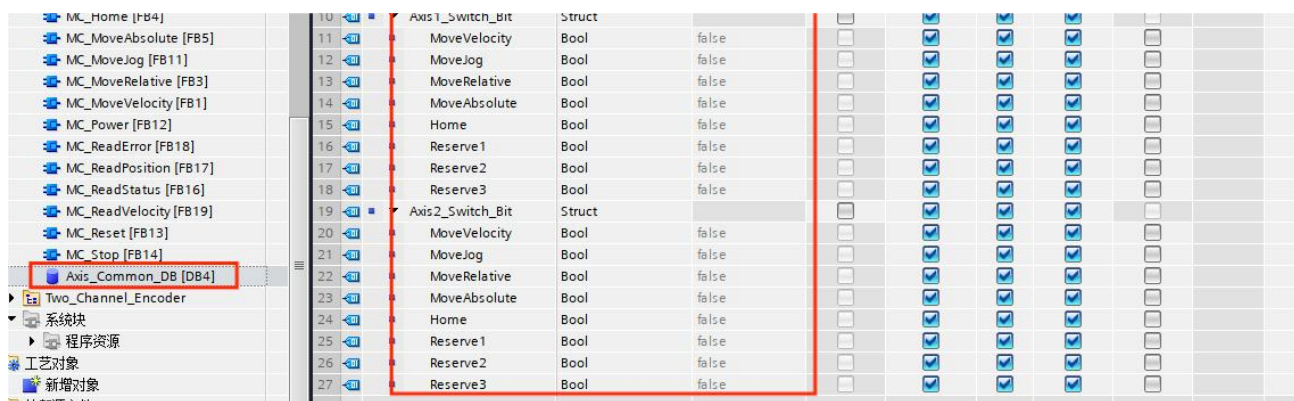 MC_Home [FB4]
MC_MoveAbsolute [FB5]
MC_MoveJog [FB11]
MC_MoveRelative [FB3]
MC_MoveVelocity [FB1]
MC_Power [FB12]
MC_ReadError [FB18]
MC_ReadPosition [FB17]
MC_ReadStatus [FB16]
MC_ReadVelocity [FB19]
MC_Reset [FB13]
MC_Stop [FB14]
Axis_Common_DB [DB4]
Two_Channel_Encoder
系统块
程序资源
工艺对象
新增对象
10 Axis1_Switch_Bit Struct
11 MoveVelocity Bool false
12 MoveJog Bool false
13 MoveRelative Bool false
14 MoveAbsolute Bool false
15 Home Bool false
16 Reserve1 Bool false
17 Reserve2 Bool false
18 Reserve3 Bool false
19 Axis2_Switch_Bit Struct
20 MoveVelocity Bool false
21 MoveJog Bool false
22 MoveRelative Bool false
23 MoveAbsolute Bool false
24 Home Bool false
25 Reserve1 Bool false
26 Reserve2 Bool false
27 Reserve3 Bool false